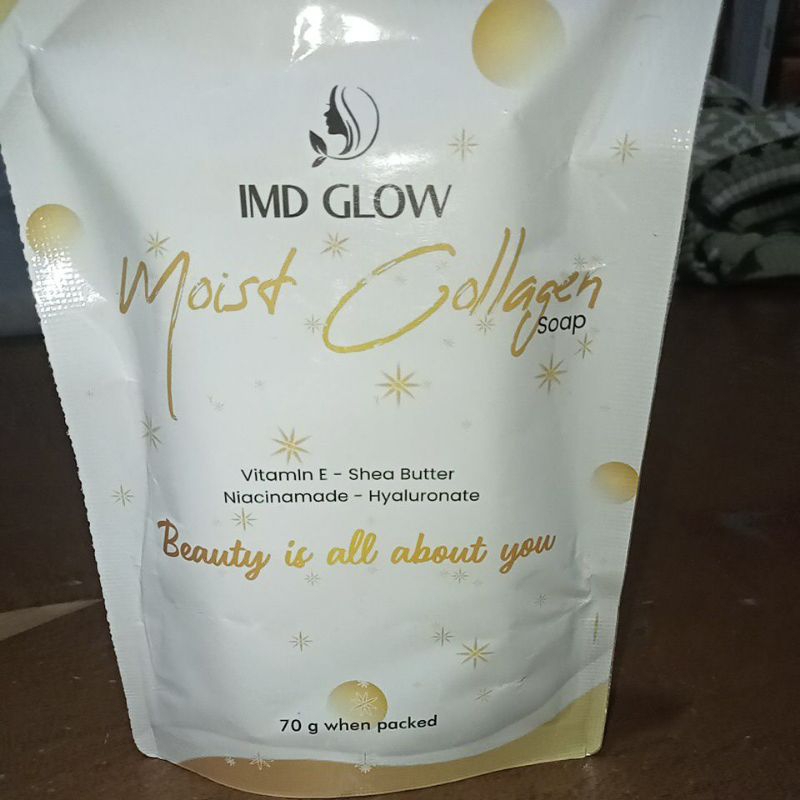 IMD GLOW
Moist Collagen
Soap
VitamIn E - Shea Butter
Niacinamade - Hyaluronate
Beauty is all about you
70 g when packed